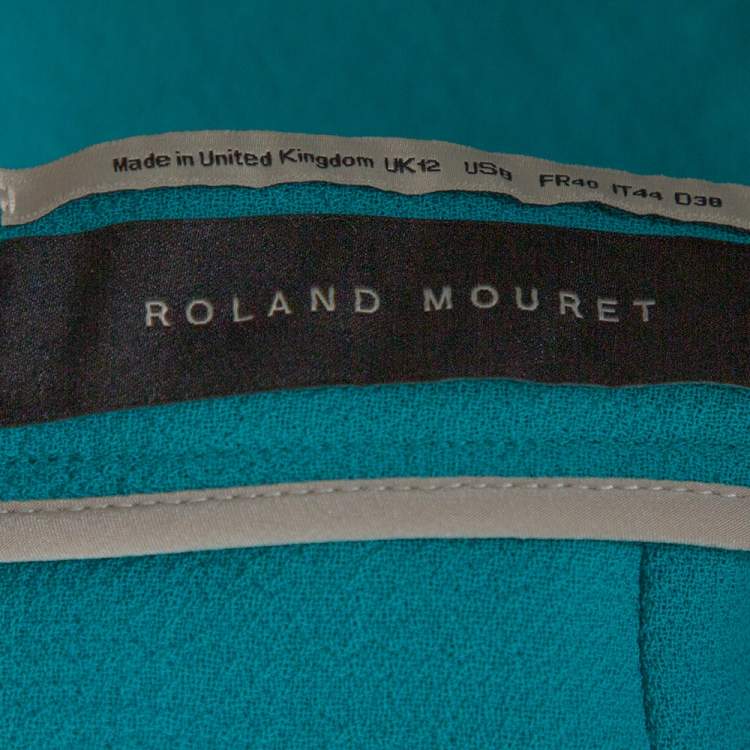 Made in United Kingdom UK12 US8 FR40 IT44 D38
ROLAND MOURET